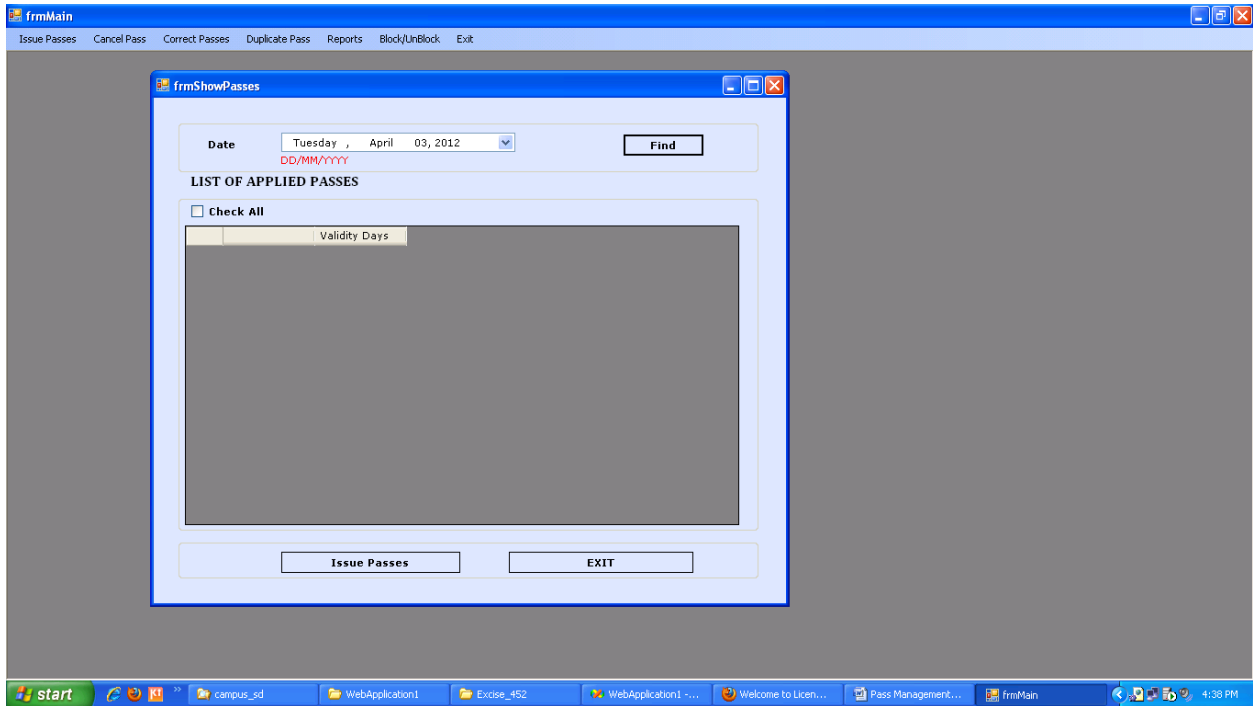 frmMain
Issue Passes Cancel Pass Correct Passes Duplicate Pass Reports Block/UnBlock Exit
frmShowPasses
Date Tuesday , April 03, 2012 Find
DD/MM/YYYY
LIST OF APPLIED PASSES
Check All
Validity Days
Issue Passes EXIT
start campus_sd WebApplication1 Excise_452 WebApplication1 -... Welcome to Licen... Pass Management... frmMain 4:38 PM